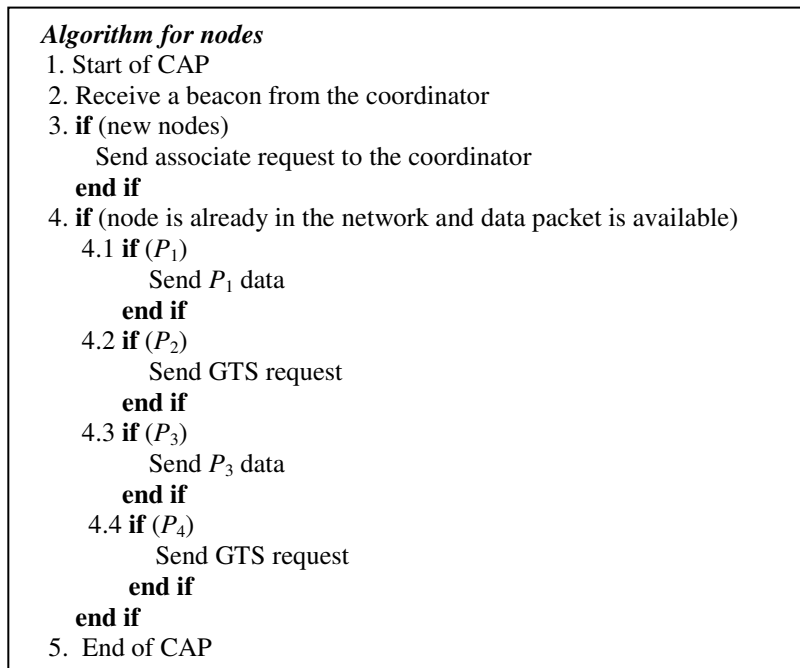 Algorithm for nodes
1. Start of CAP
2. Receive a beacon from the coordinator
3. if (new nodes)
Send associate request to the coordinator
end if
4. if (node is already in the network and data packet is available)
4.1 if (P₁)
Send P₁ data
end if
4.2 if (P₂)
Send GTS request
end if
4.3 if (P₃)
Send P₃ data
end if
4.4 if (P₄)
Send GTS request
end if
end if
5. End of CAP